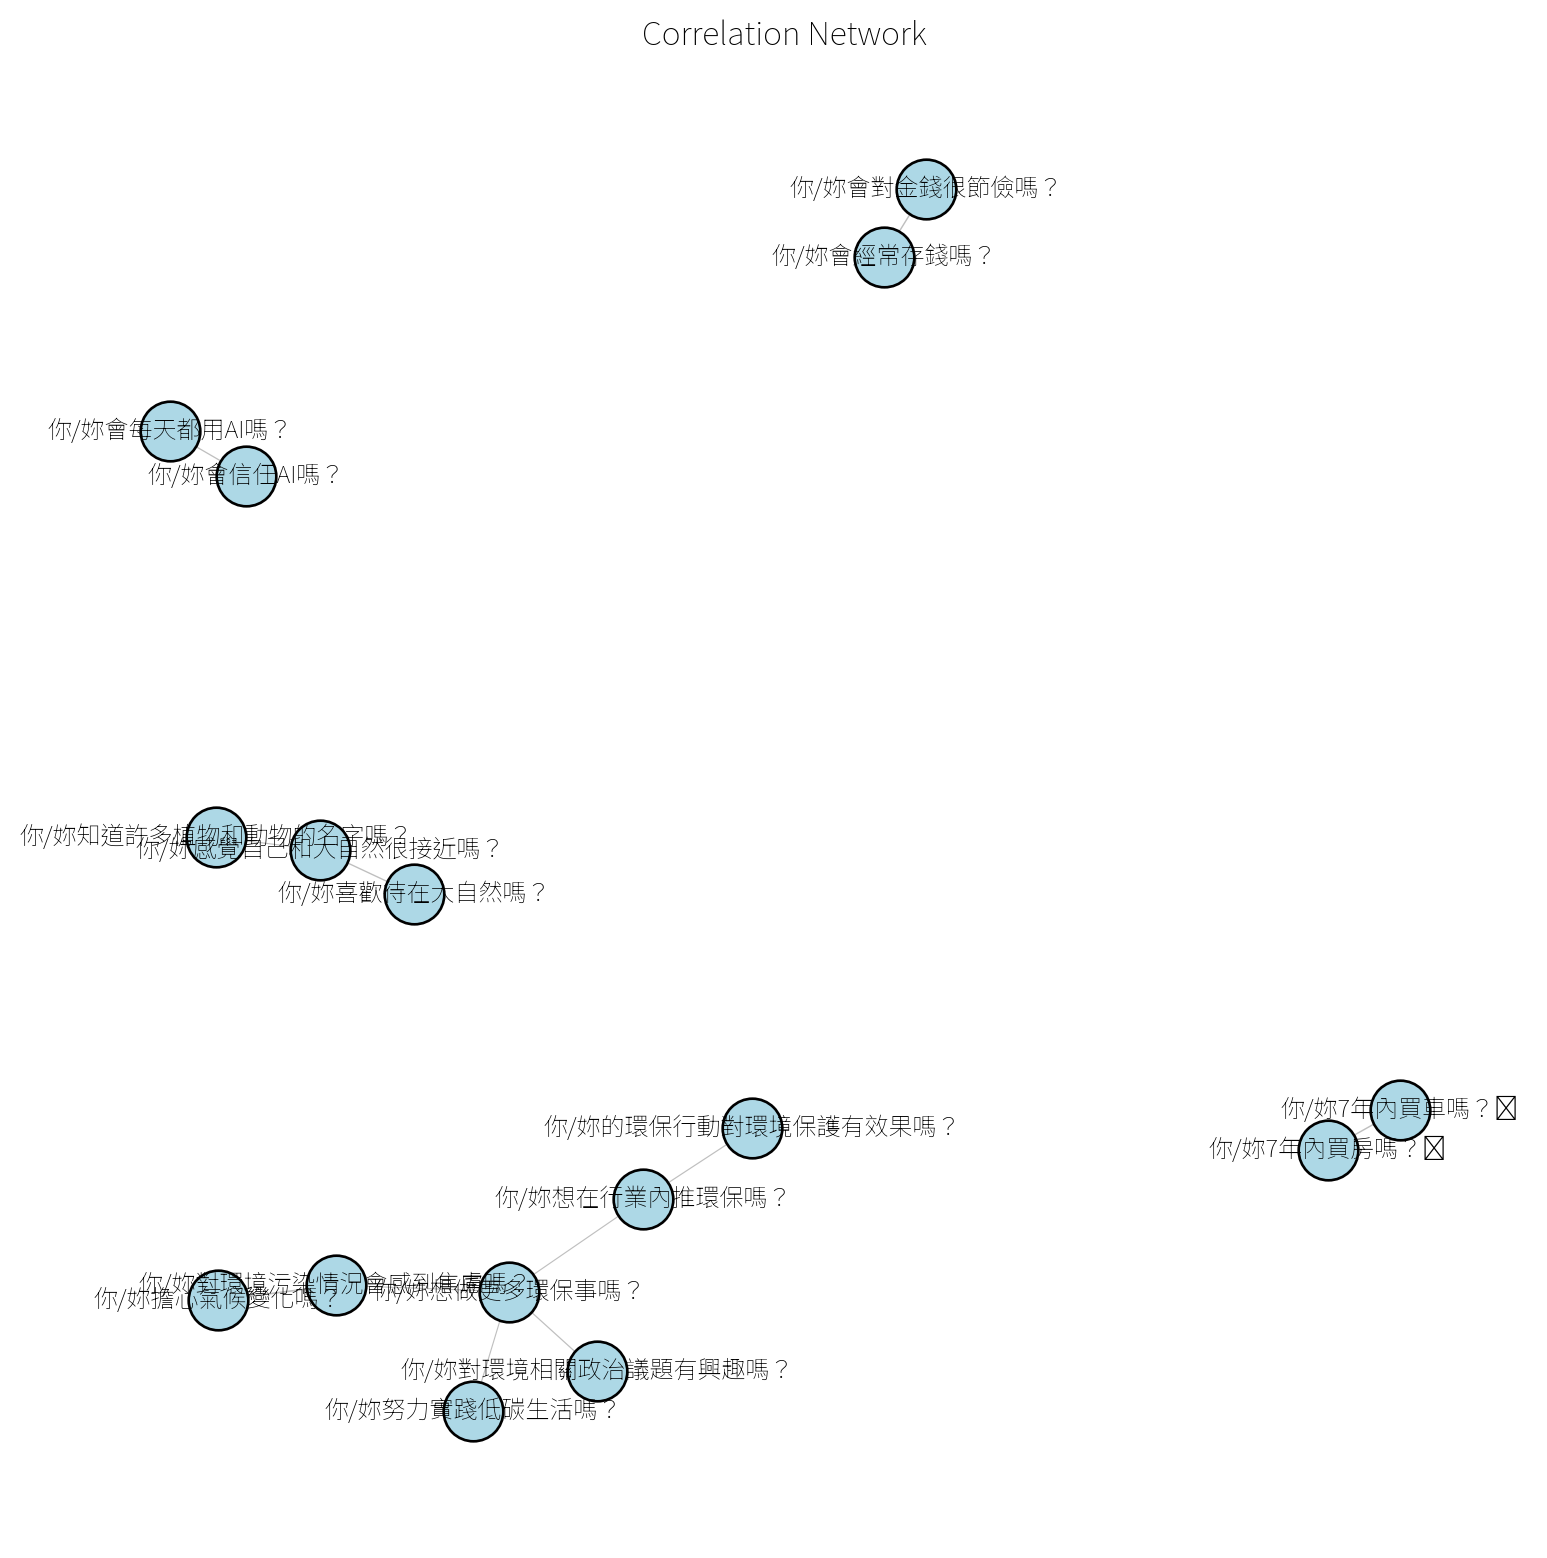 Correlation Network
你/妳會對金錢很節儉嗎？
你/妳會經常存錢嗎？
你/妳會每天都用AI嗎？
你/妳會信任AI嗎？
你/妳知道許多植物和動物的名字嗎？
你/妳感覺自己和大自然很接近嗎？
你/妳喜歡待在大自然嗎？
你/妳7年內買車嗎？
你/妳的環保行動對環境保護有效果嗎？
你/妳7年內買房嗎？
你/妳想在行業內推環保嗎？
你/妳對環境污染情況會感到焦慮嗎？
你/妳想做更多環保事嗎？
你/妳擔心氣候變化嗎？
你/妳對環境相關政治議題有興趣嗎？
你/妳努力實踐低碳生活嗎？